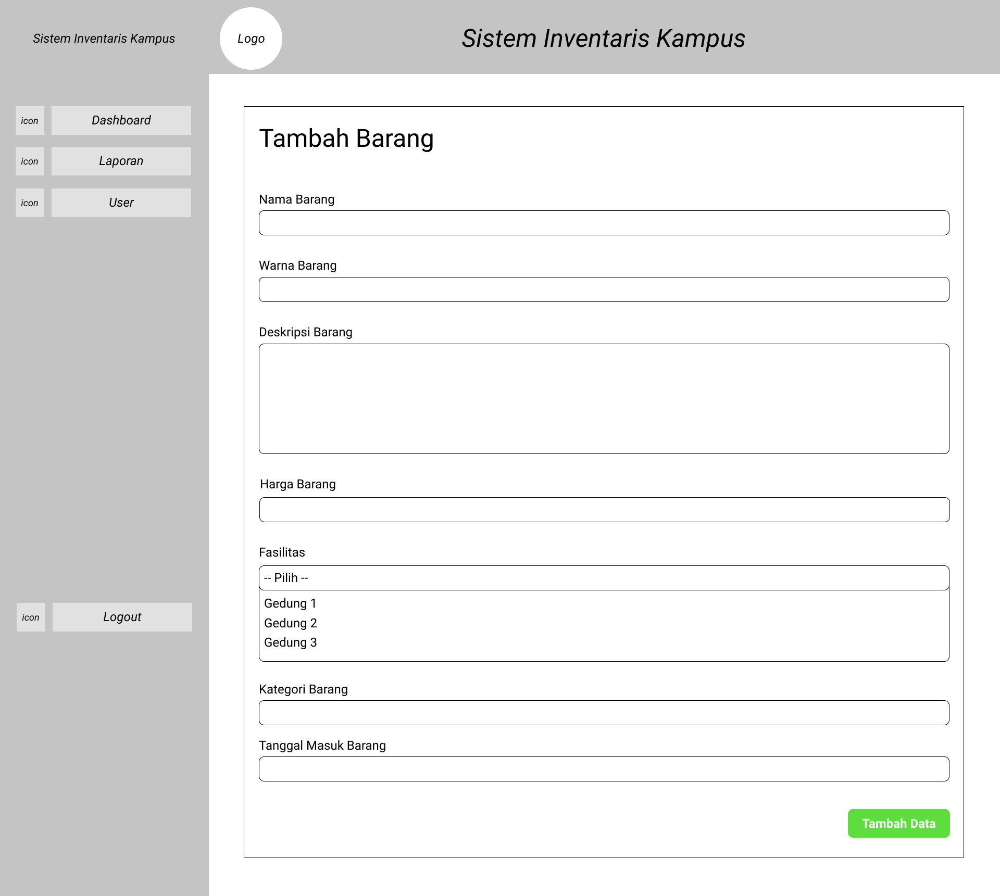 Sistem Inventaris Kampus
Logo
Sistem Inventaris Kampus
icon
Dashboard
icon
Laporan
icon
User
icon
Logout
Tambah Barang
Nama Barang
Warna Barang
Deskripsi Barang
Harga Barang
Fasilitas
-- Pilih --
Gedung 1
Gedung 2
Gedung 3
Kategori Barang
Tanggal Masuk Barang
Tambah Data